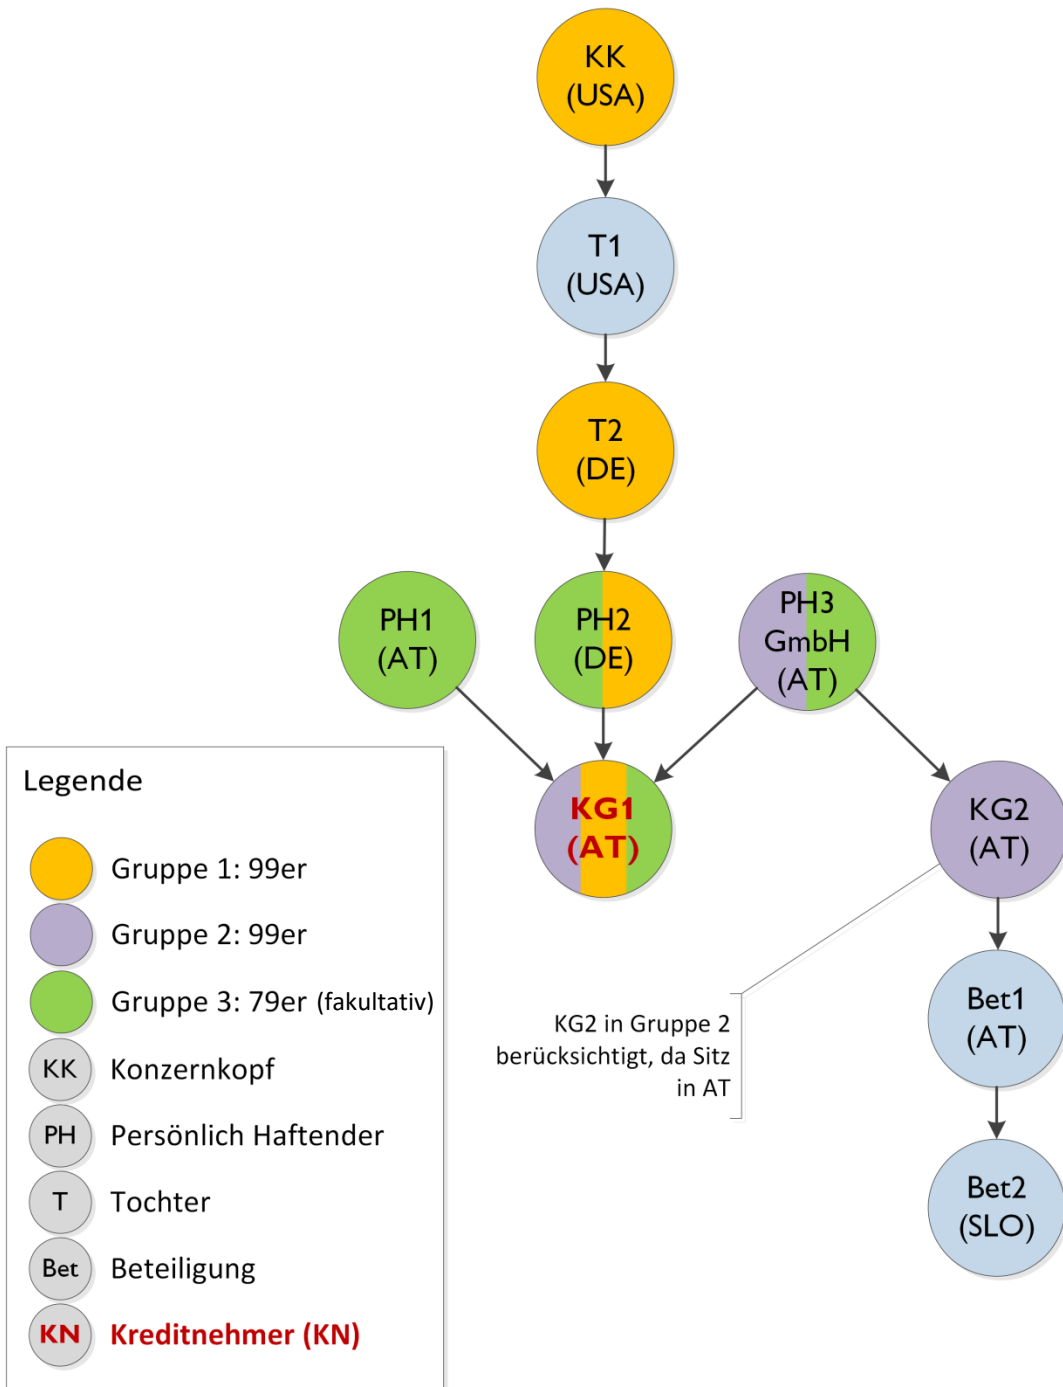 KK
(USA)
T1
(USA)
T2
(DE)
PH1
(AT)
PH2
(DE)
PH3
GmbH
(AT)
KG1
(AT)
KG2
(AT)
KG2 in Gruppe 2
berücksichtigt, da Sitz
in AT
Bet1
(AT)
Bet2
(SLO)
Legende
Gruppe 1: 99er
Gruppe 2: 99er
Gruppe 3: 79er (fakultativ)
KK Konzernkopf
PH Persönlich Haftender
T Tochter
Bet Beteiligung
KN Kreditnehmer (KN)